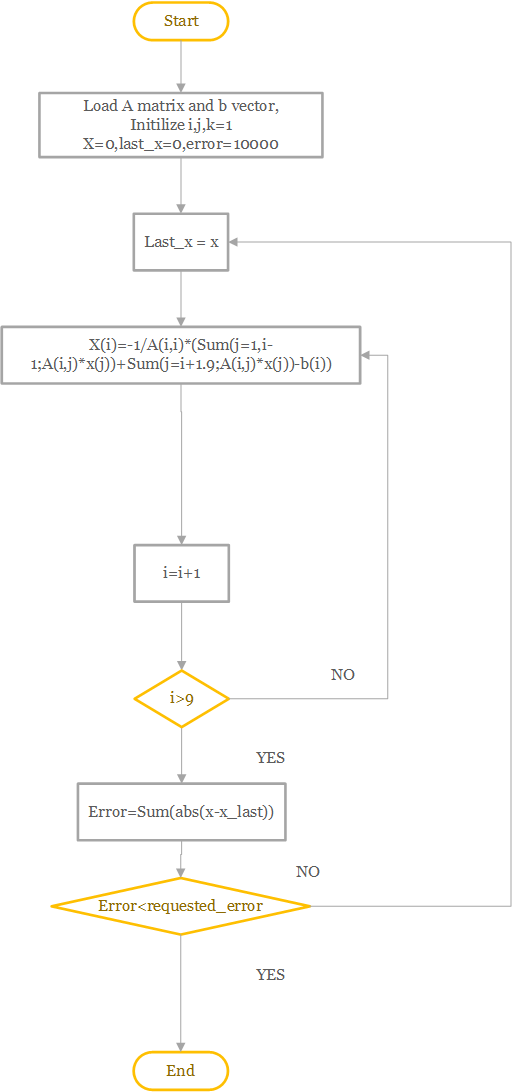 Start
Load A matrix and b vector,
Initilize i,j,k=1
X=0,last_x=0,error=10000
Last_x = x
X(i)=-1/A(i,i)*(Sum(j=1,i-
1;A(i,j)*x(j))+Sum(j=i+1.9;A(i,j)*x(j))-b(i))
i=i+1
NO
i>9
YES
Error=Sum(abs(x-x_last))
NO
Error<requested_error
YES
End